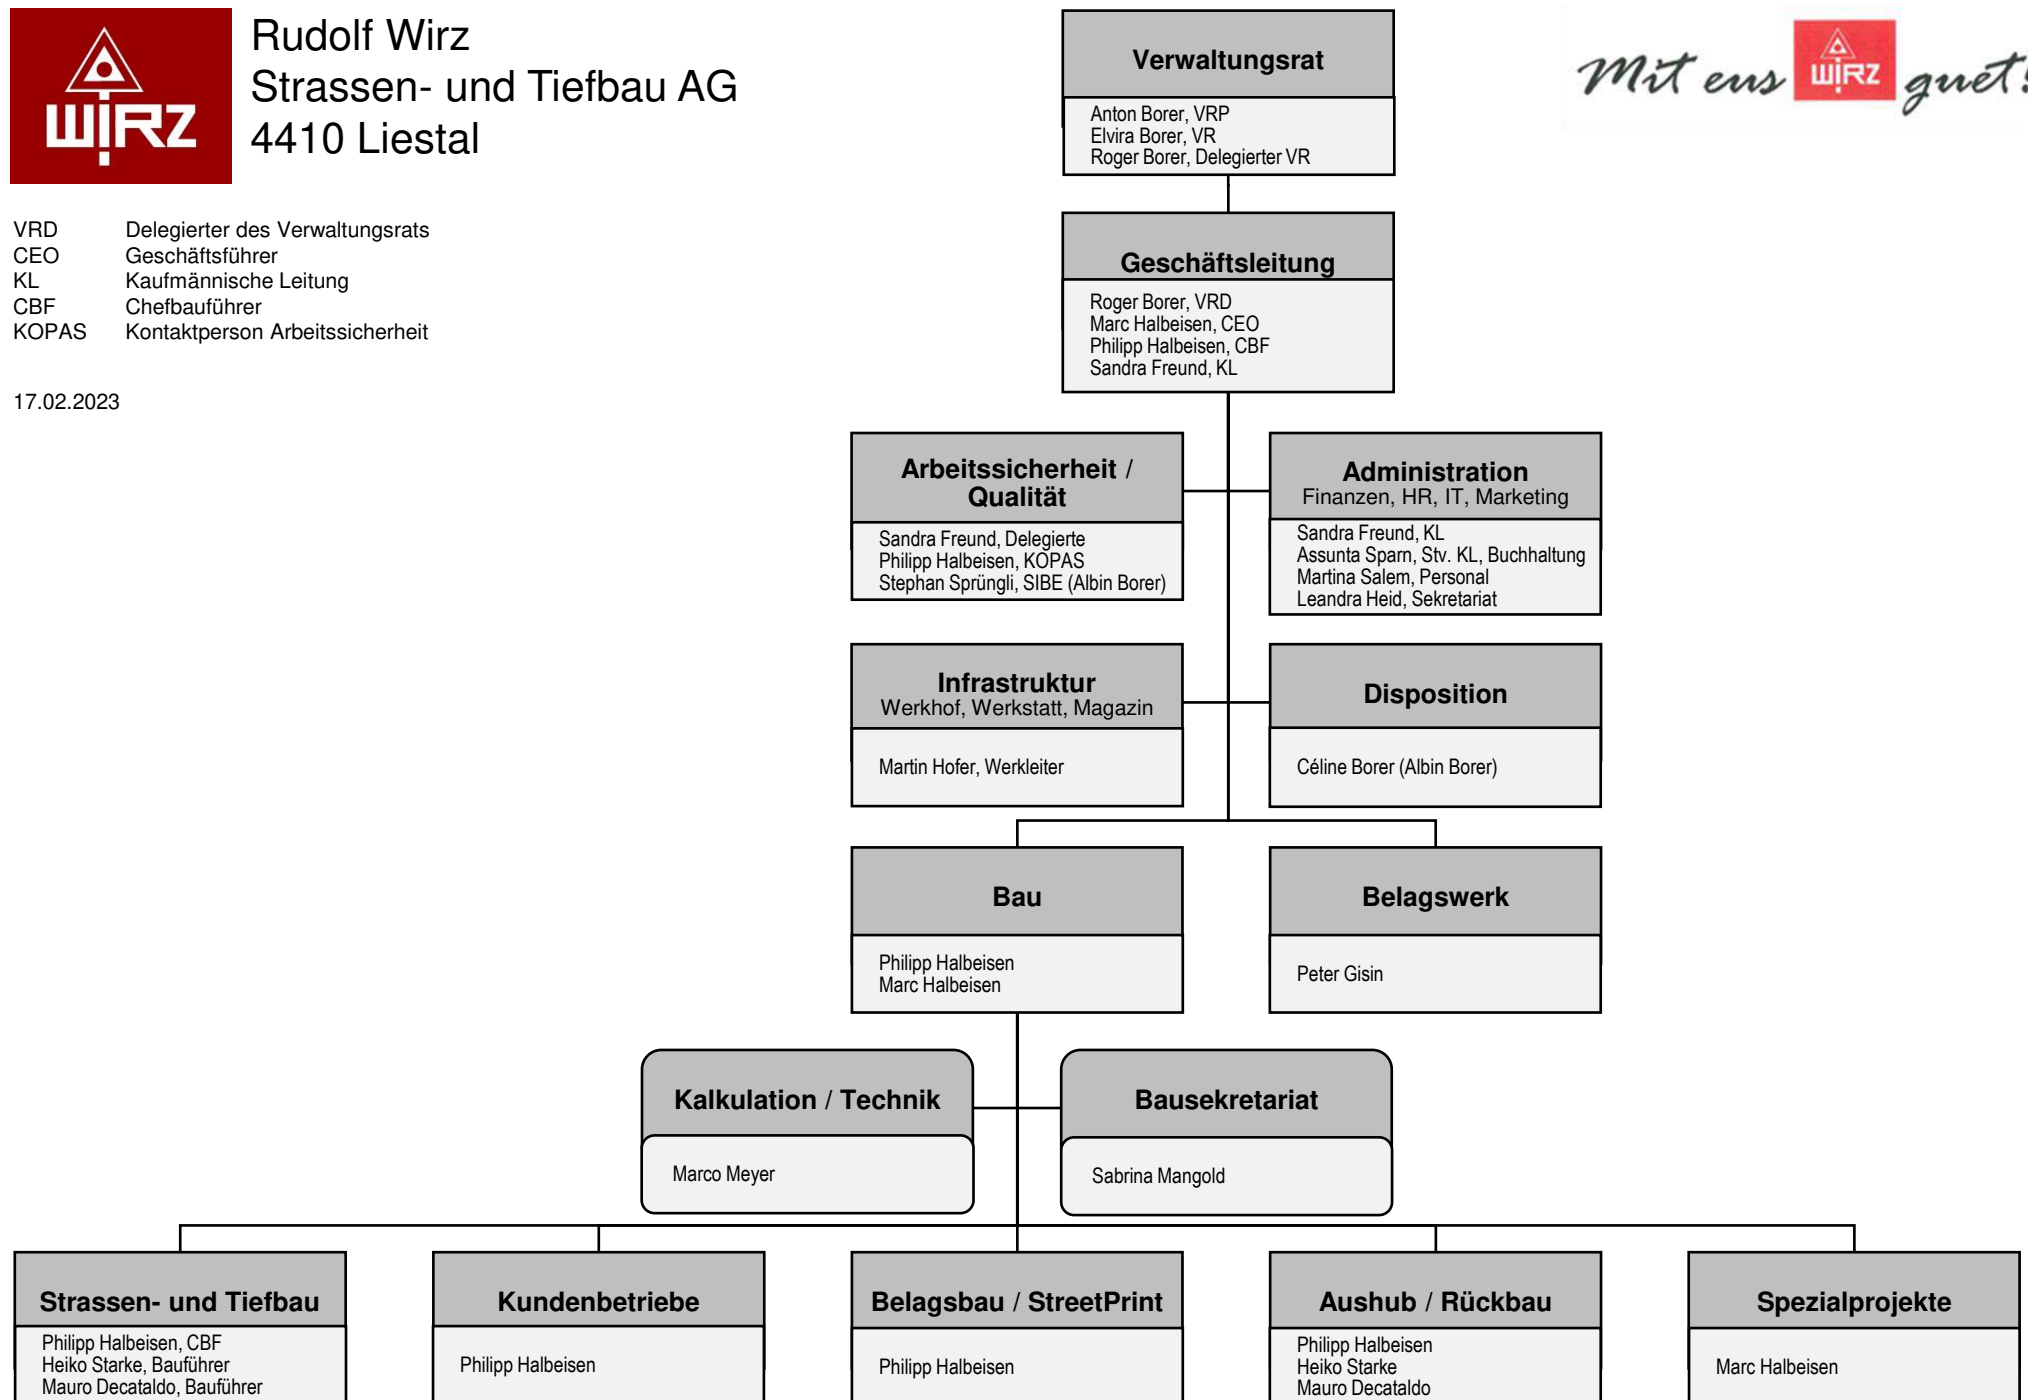 WIRZ
Rudolf Wirz
Strassen- und Tiefbau AG
4410 Liestal
Mit eus WIRZ guet!
VRD Delegierter des Verwaltungsrats
CEO Geschäftsführer
KL Kaufmännische Leitung
CBF Chefbauführer
KOPAS Kontaktperson Arbeitssicherheit
17.02.2023
Verwaltungsrat
Anton Borer, VRP
Elvira Borer, VR
Roger Borer, Delegierter VR
Geschäftsleitung
Roger Borer, VRD
Marc Halbeisen, CEO
Philipp Halbeisen, CBF
Sandra Freund, KL
Arbeitssicherheit /
Qualität
Sandra Freund, Delegierte
Philipp Halbeisen, KOPAS
Stephan Sprüngli, SIBE (Albin Borer)
Administration
Finanzen, HR, IT, Marketing
Sandra Freund, KL
Assunta Sparn, Stv. KL, Buchhaltung
Martina Salem, Personal
Leandra Heid, Sekretariat
Infrastruktur
Werkhof, Werkstatt, Magazin
Martin Hofer, Werkleiter
Disposition
Céline Borer (Albin Borer)
Bau
Philipp Halbeisen
Marc Halbeisen
Belagswerk
Peter Gisin
Kalkulation / Technik
Marco Meyer
Bausekretariat
Sabrina Mangold
Strassen- und Tiefbau
Philipp Halbeisen, CBF
Heiko Starke, Bauführer
Mauro Decataldo, Bauführer
Kundenbetriebe
Philipp Halbeisen
Belagsbau / StreetPrint
Philipp Halbeisen
Aushub / Rückbau
Philipp Halbeisen
Heiko Starke
Mauro Decataldo
Spezialprojekte
Marc Halbeisen